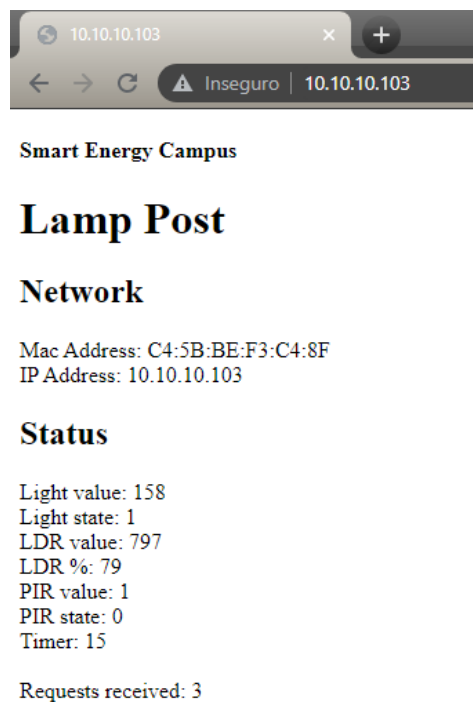 10.10.10.103
Inseguro | 10.10.10.103
Smart Energy Campus
Lamp Post
Network
Mac Address: C4:5B:BE:F3:C4:8F
IP Address: 10.10.10.103
Status
Light value: 158
Light state: 1
LDR value: 797
LDR %: 79
PIR value: 1
PIR state: 0
Timer: 15
Requests received: 3